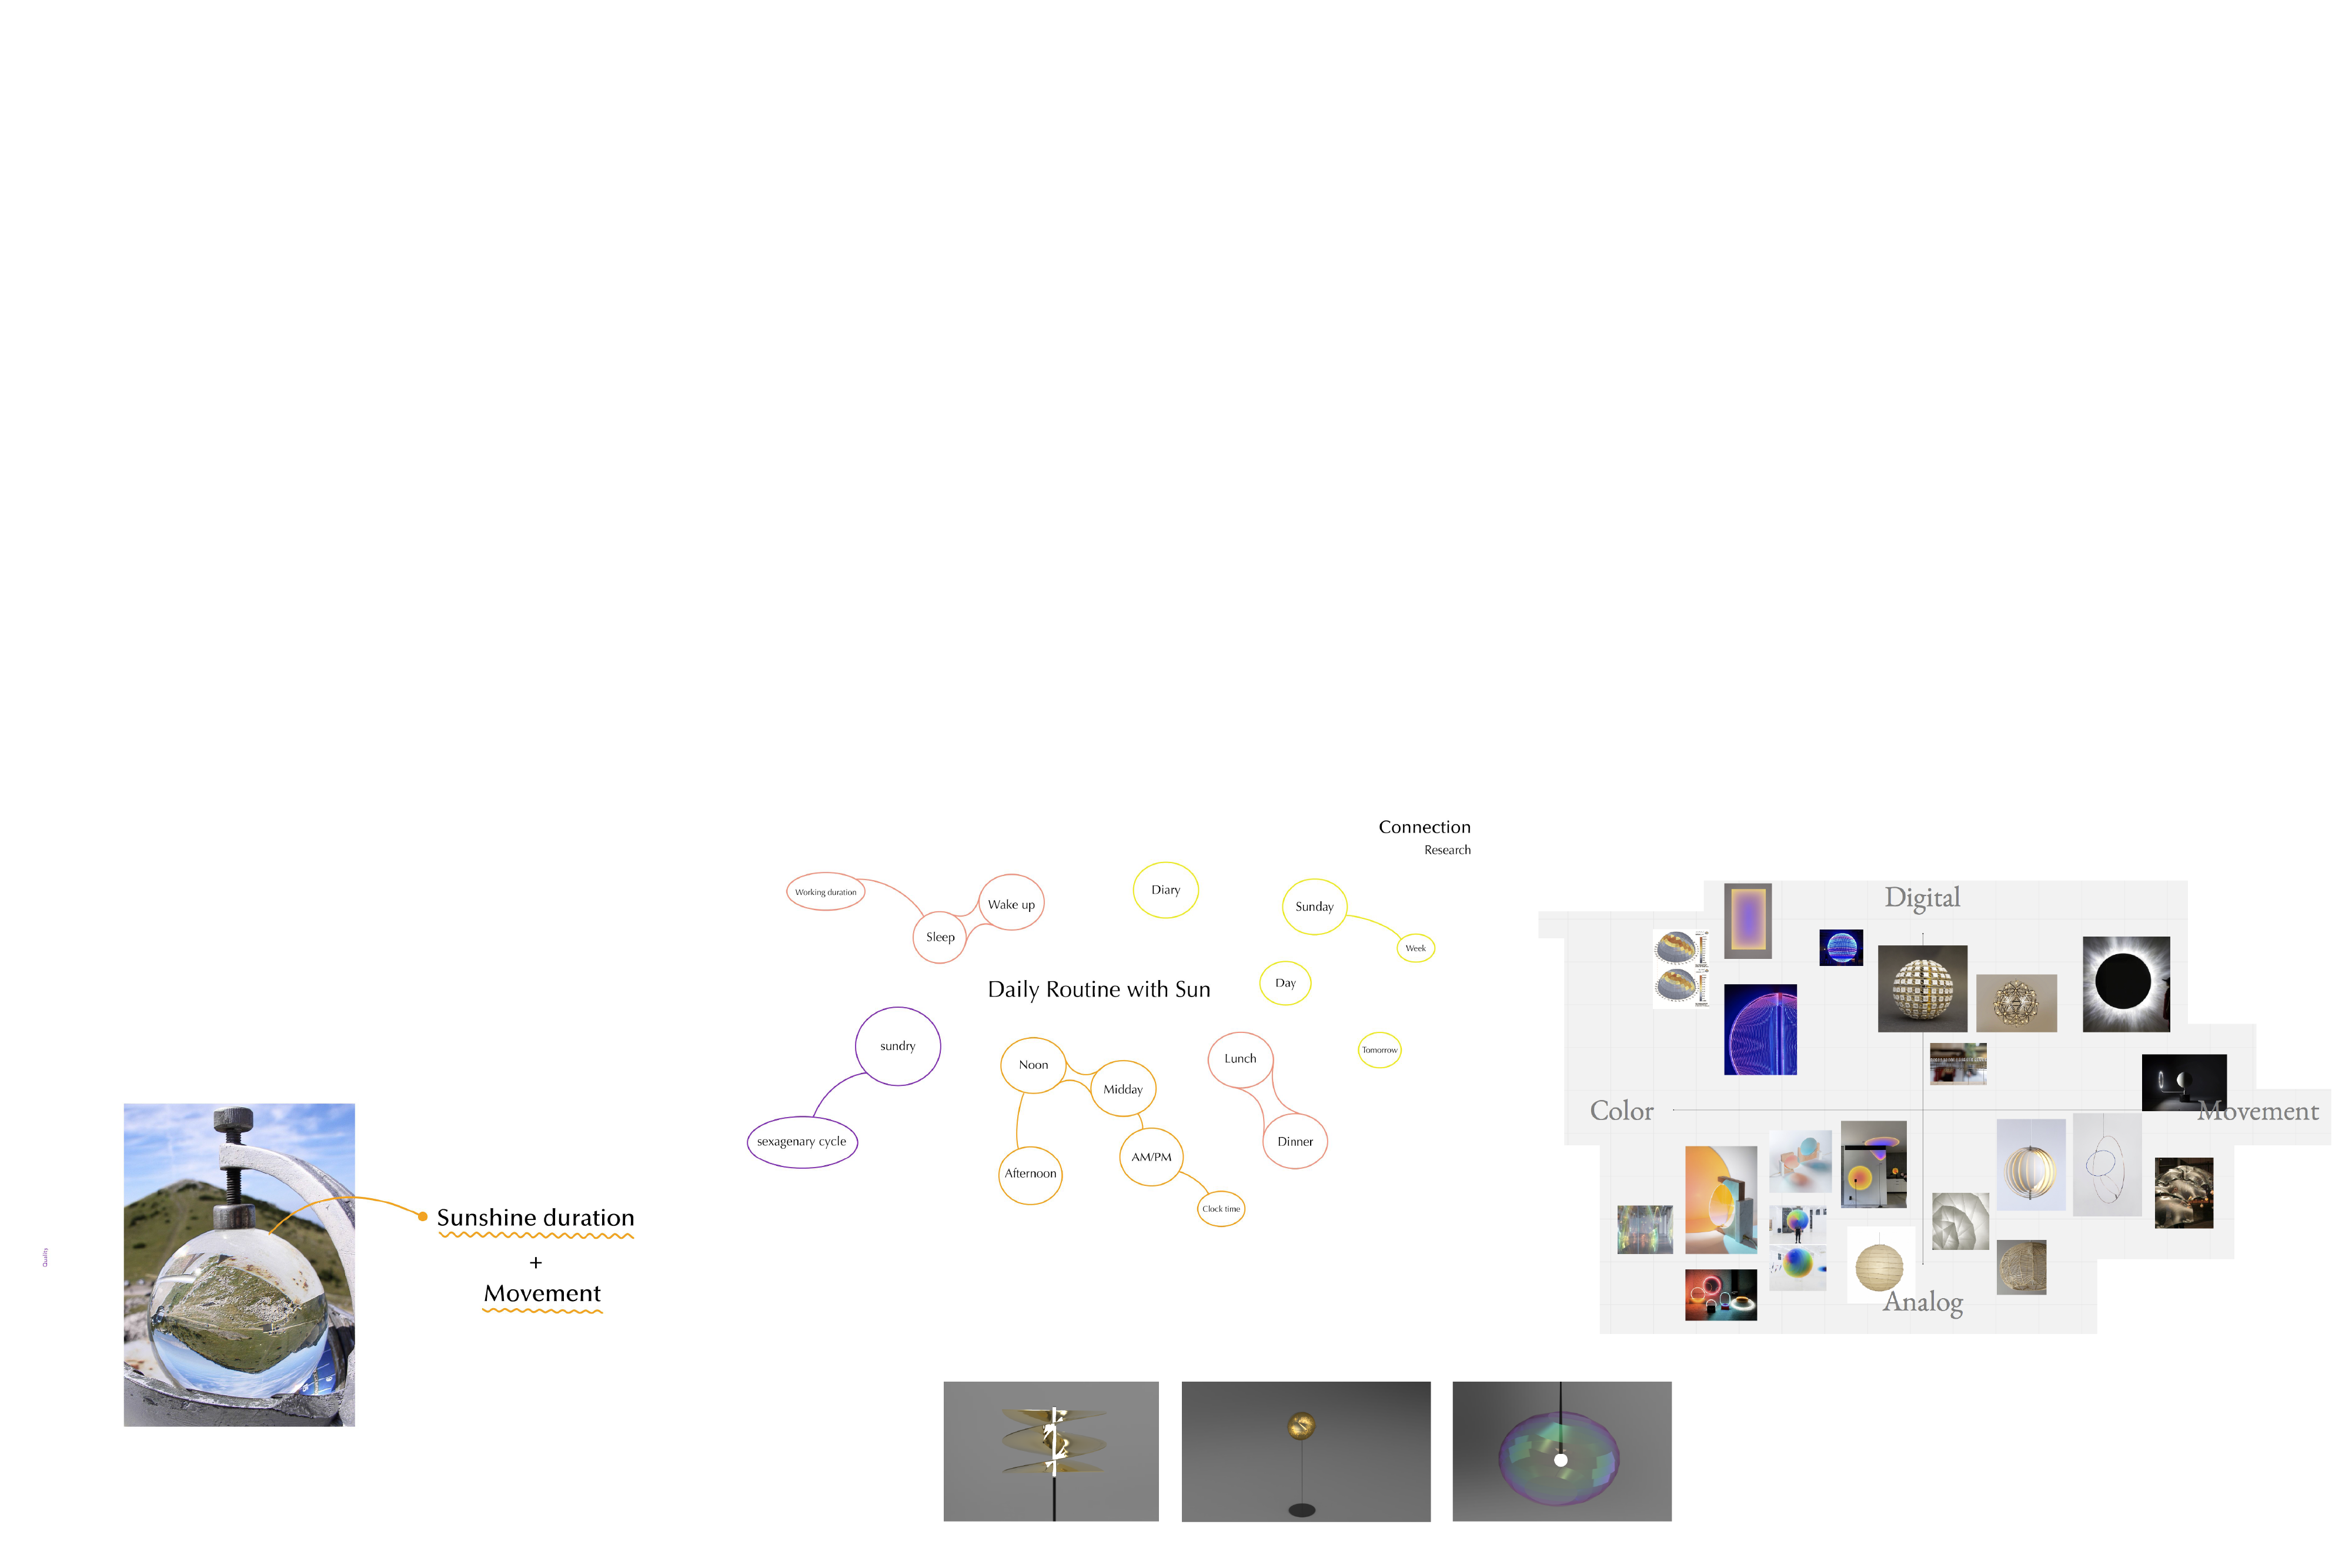 Connection
Research
Working duration
Wake up
Sleep
Diary
Sunday
Week
Daily Routine with Sun
Day
sundry
Noon
Midday
Lunch
Tomorrow
sexagenary cycle
Afternoon
AM/PM
Dinner
Clock time
Quality
Sunshine duration
+
Movement
Digital
Color
Movement
Analog